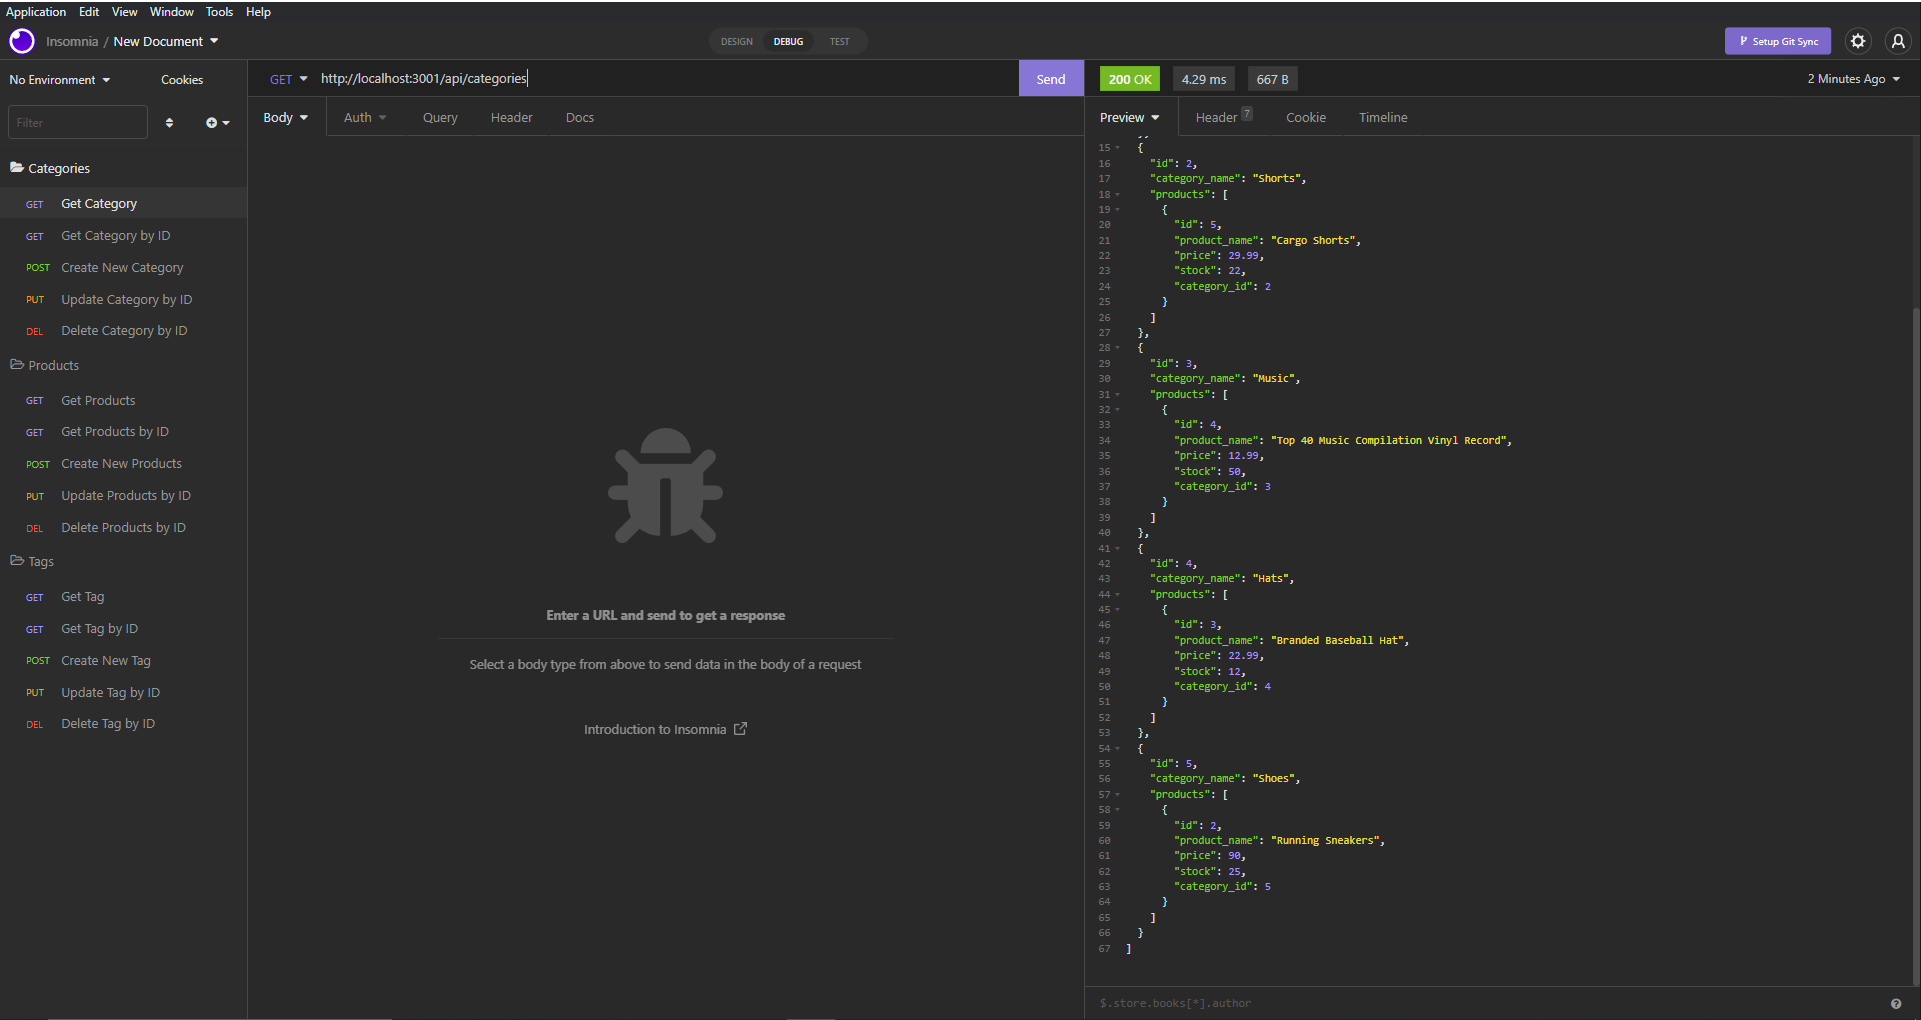 Application Edit View Window Tools Help
Insomnia / New Document
DESIGN DEBUG TEST
Setup Git Sync
No Environment Cookies
Filter
Categories
GET Get Category
GET Get Category by ID
POST Create New Category
PUT Update Category by ID
DEL Delete Category by ID
Products
GET Get Products
GET Get Products by ID
POST Create New Products
PUT Update Products by ID
DEL Delete Products by ID
Tags
GET Get Tag
GET Get Tag by ID
POST Create New Tag
PUT Update Tag by ID
DEL Delete Tag by ID
GET http://localhost:3001/api/categories Send
Body Auth Query Header Docs
Enter a URL and send to get a response
Select a body type from above to send data in the body of a request
Introduction to Insomnia
200 OK 4.29 ms 667 B 2 Minutes Ago
Preview Header 7 Cookie Timeline
15 {
16 "id": 2,
17 "category_name": "Shorts",
18 "products": [
19 {
20 "id": 5,
21 "product_name": "Cargo Shorts",
22 "price": 29.99,
23 "stock": 22,
24 "category_id": 2
25 }
26 ]
27 },
28 {
29 "id": 3,
30 "category_name": "Music",
31 "products": [
32 {
33 "id": 4,
34 "product_name": "Top 40 Music Compilation Vinyl Record",
35 "price": 12.99,
36 "stock": 50,
37 "category_id": 3
38 }
39 ]
40 },
41 {
42 "id": 4,
43 "category_name": "Hats",
44 "products": [
45 {
46 "id": 3,
47 "product_name": "Branded Baseball Hat",
48 "price": 22.99,
49 "stock": 12,
50 "category_id": 4
51 }
52 ]
53 },
54 {
55 "id": 5,
56 "category_name": "Shoes",
57 "products": [
58 {
59 "id": 2,
60 "product_name": "Running Sneakers",
61 "price": 90,
62 "stock": 25,
63 "category_id": 5
64 }
65 ]
66 }
67 ]
$.store.books[*].author